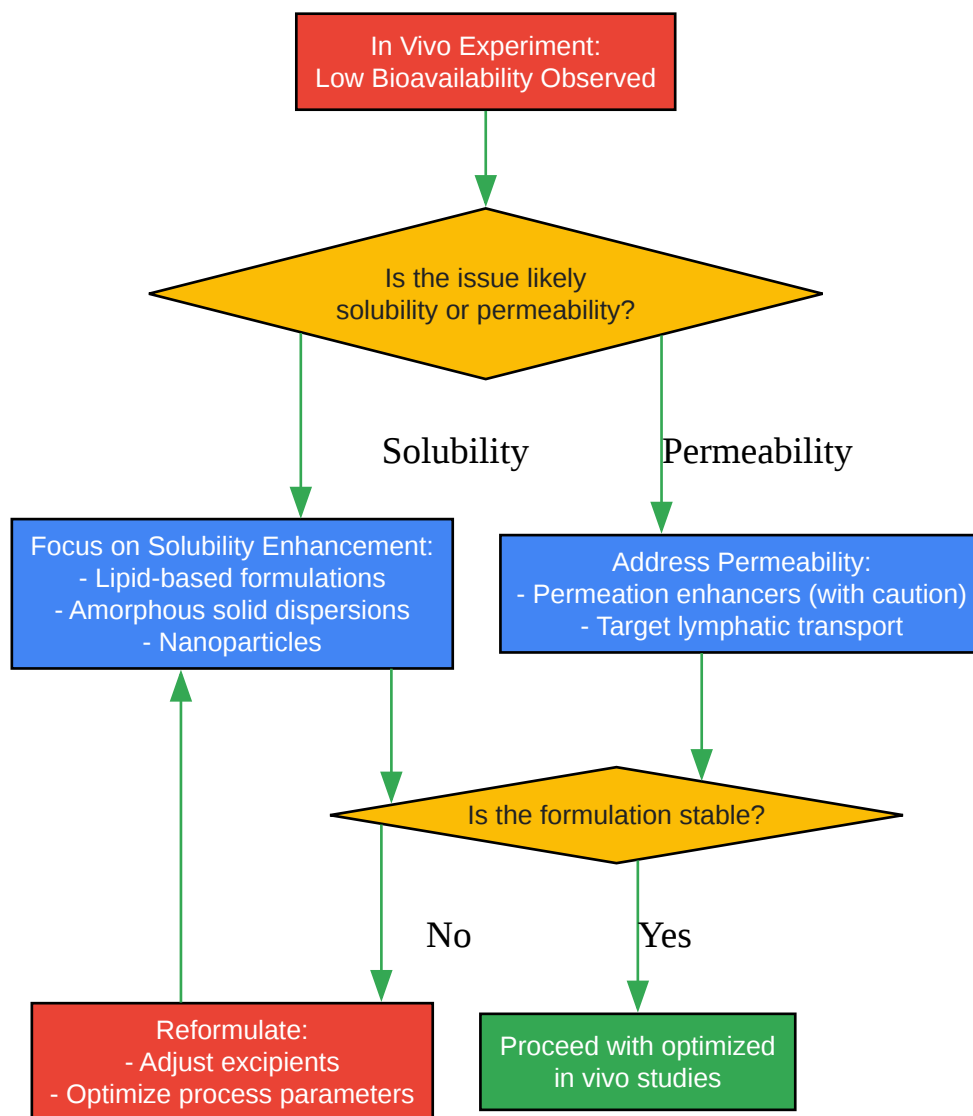 In Vivo Experiment:
Low Bioavailability Observed
Is the issue likely
solubility or permeability?
Solubility
Permeability
Focus on Solubility Enhancement:
- Lipid-based formulations
- Amorphous solid dispersions
- Nanoparticles
Address Permeability:
- Permeation enhancers (with caution)
- Target lymphatic transport
Is the formulation stable?
No
Yes
Reformulate:
- Adjust excipients
- Optimize process parameters
Proceed with optimized
in vivo studies